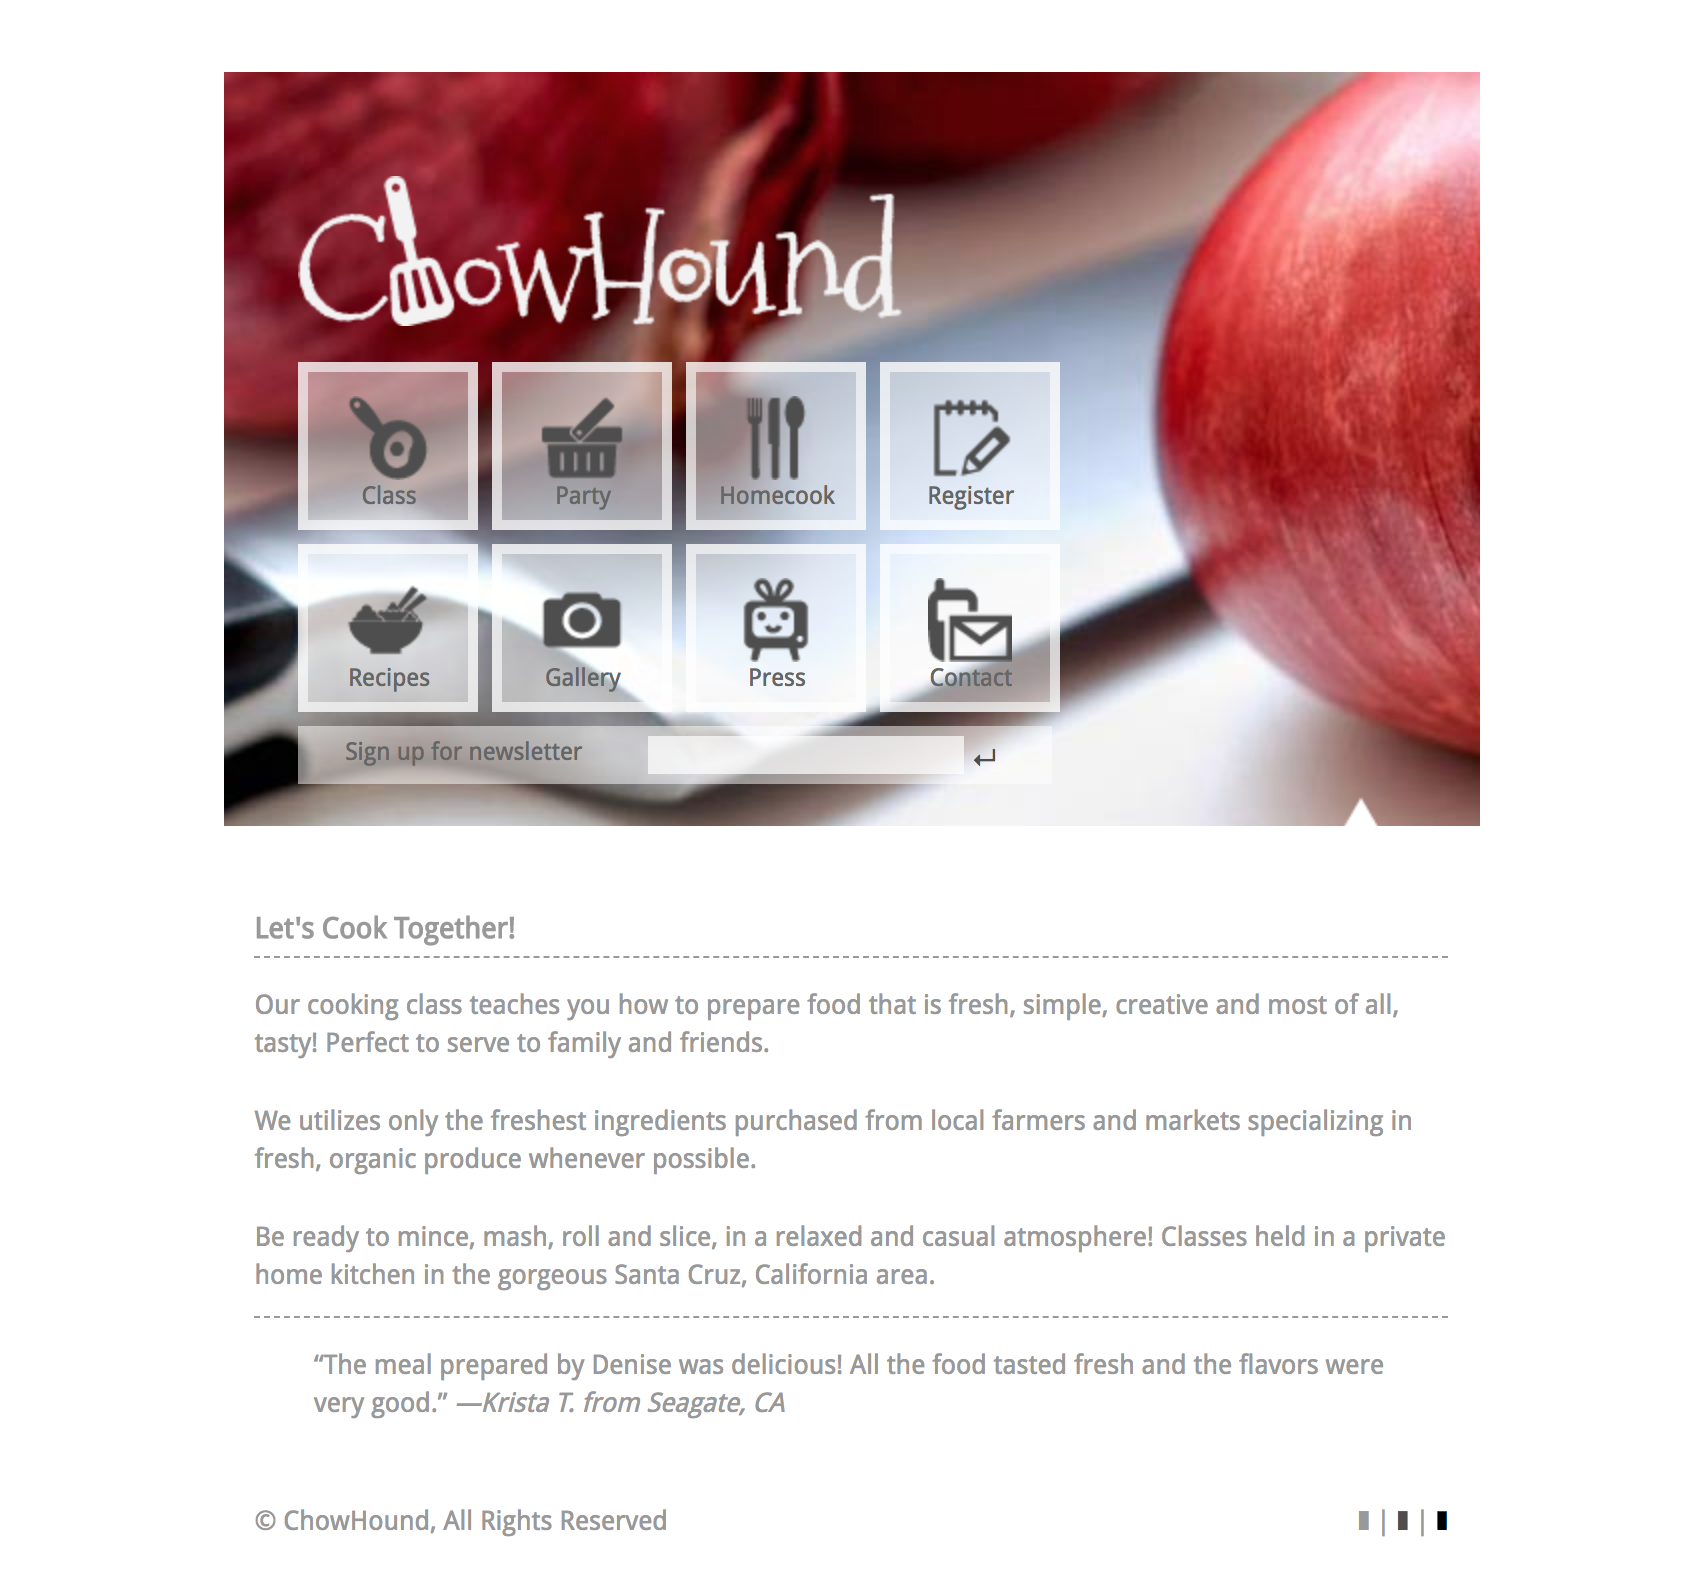 ChowHound
Class
Party
Homecook
Register
Recipes
Gallery
Press
Contact
Sign up for newsletter
Let's Cook Together!
Our cooking class teaches you how to prepare food that is fresh, simple, creative and most of all,
tasty! Perfect to serve to family and friends.
We utilizes only the freshest ingredients purchased from local farmers and markets specializing in
fresh, organic produce whenever possible.
Be ready to mince, mash, roll and slice, in a relaxed and casual atmosphere! Classes held in a private
home kitchen in the gorgeous Santa Cruz, California area.
“The meal prepared by Denise was delicious! All the food tasted fresh and the flavors were
very good.” —Krista T. from Seagate, CA
© ChowHound, All Rights Reserved